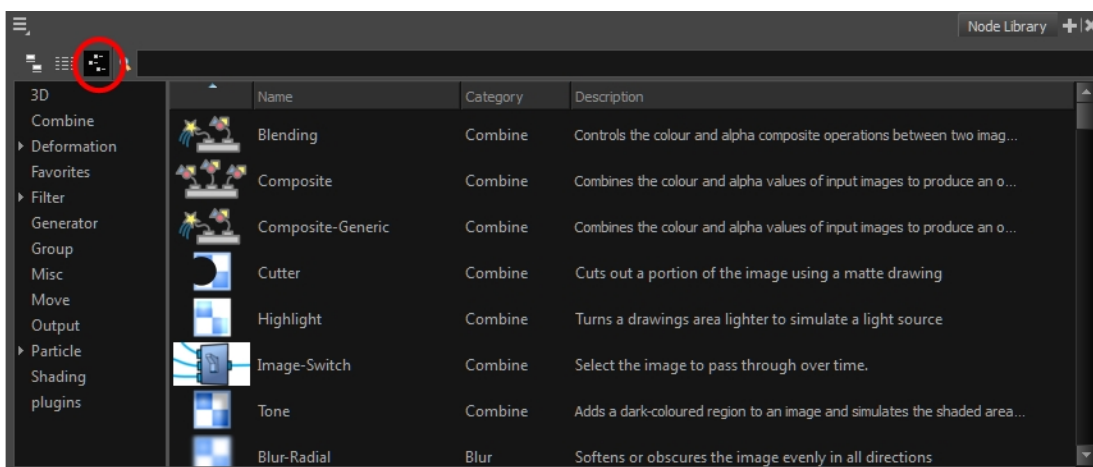 Node Library
3D
Combine
Deformation
Favorites
Filter
Generator
Group
Misc
Move
Output
Particle
Shading
plugins
Name Category Description
Blending Combine Controls the colour and alpha composite operations between two imag...
Composite Combine Combines the colour and alpha values of input images to produce an o...
Composite-Generic Combine Combines the colour and alpha values of input images to produce an o...
Cutter Combine Cuts out a portion of the image using a matte drawing
Highlight Combine Turns a drawings area lighter to simulate a light source
Image-Switch Combine Select the image to pass through over time.
Tone Combine Adds a dark-coloured region to an image and simulates the shaded area...
Blur-Radial Blur Softens or obscures the image evenly in all directions